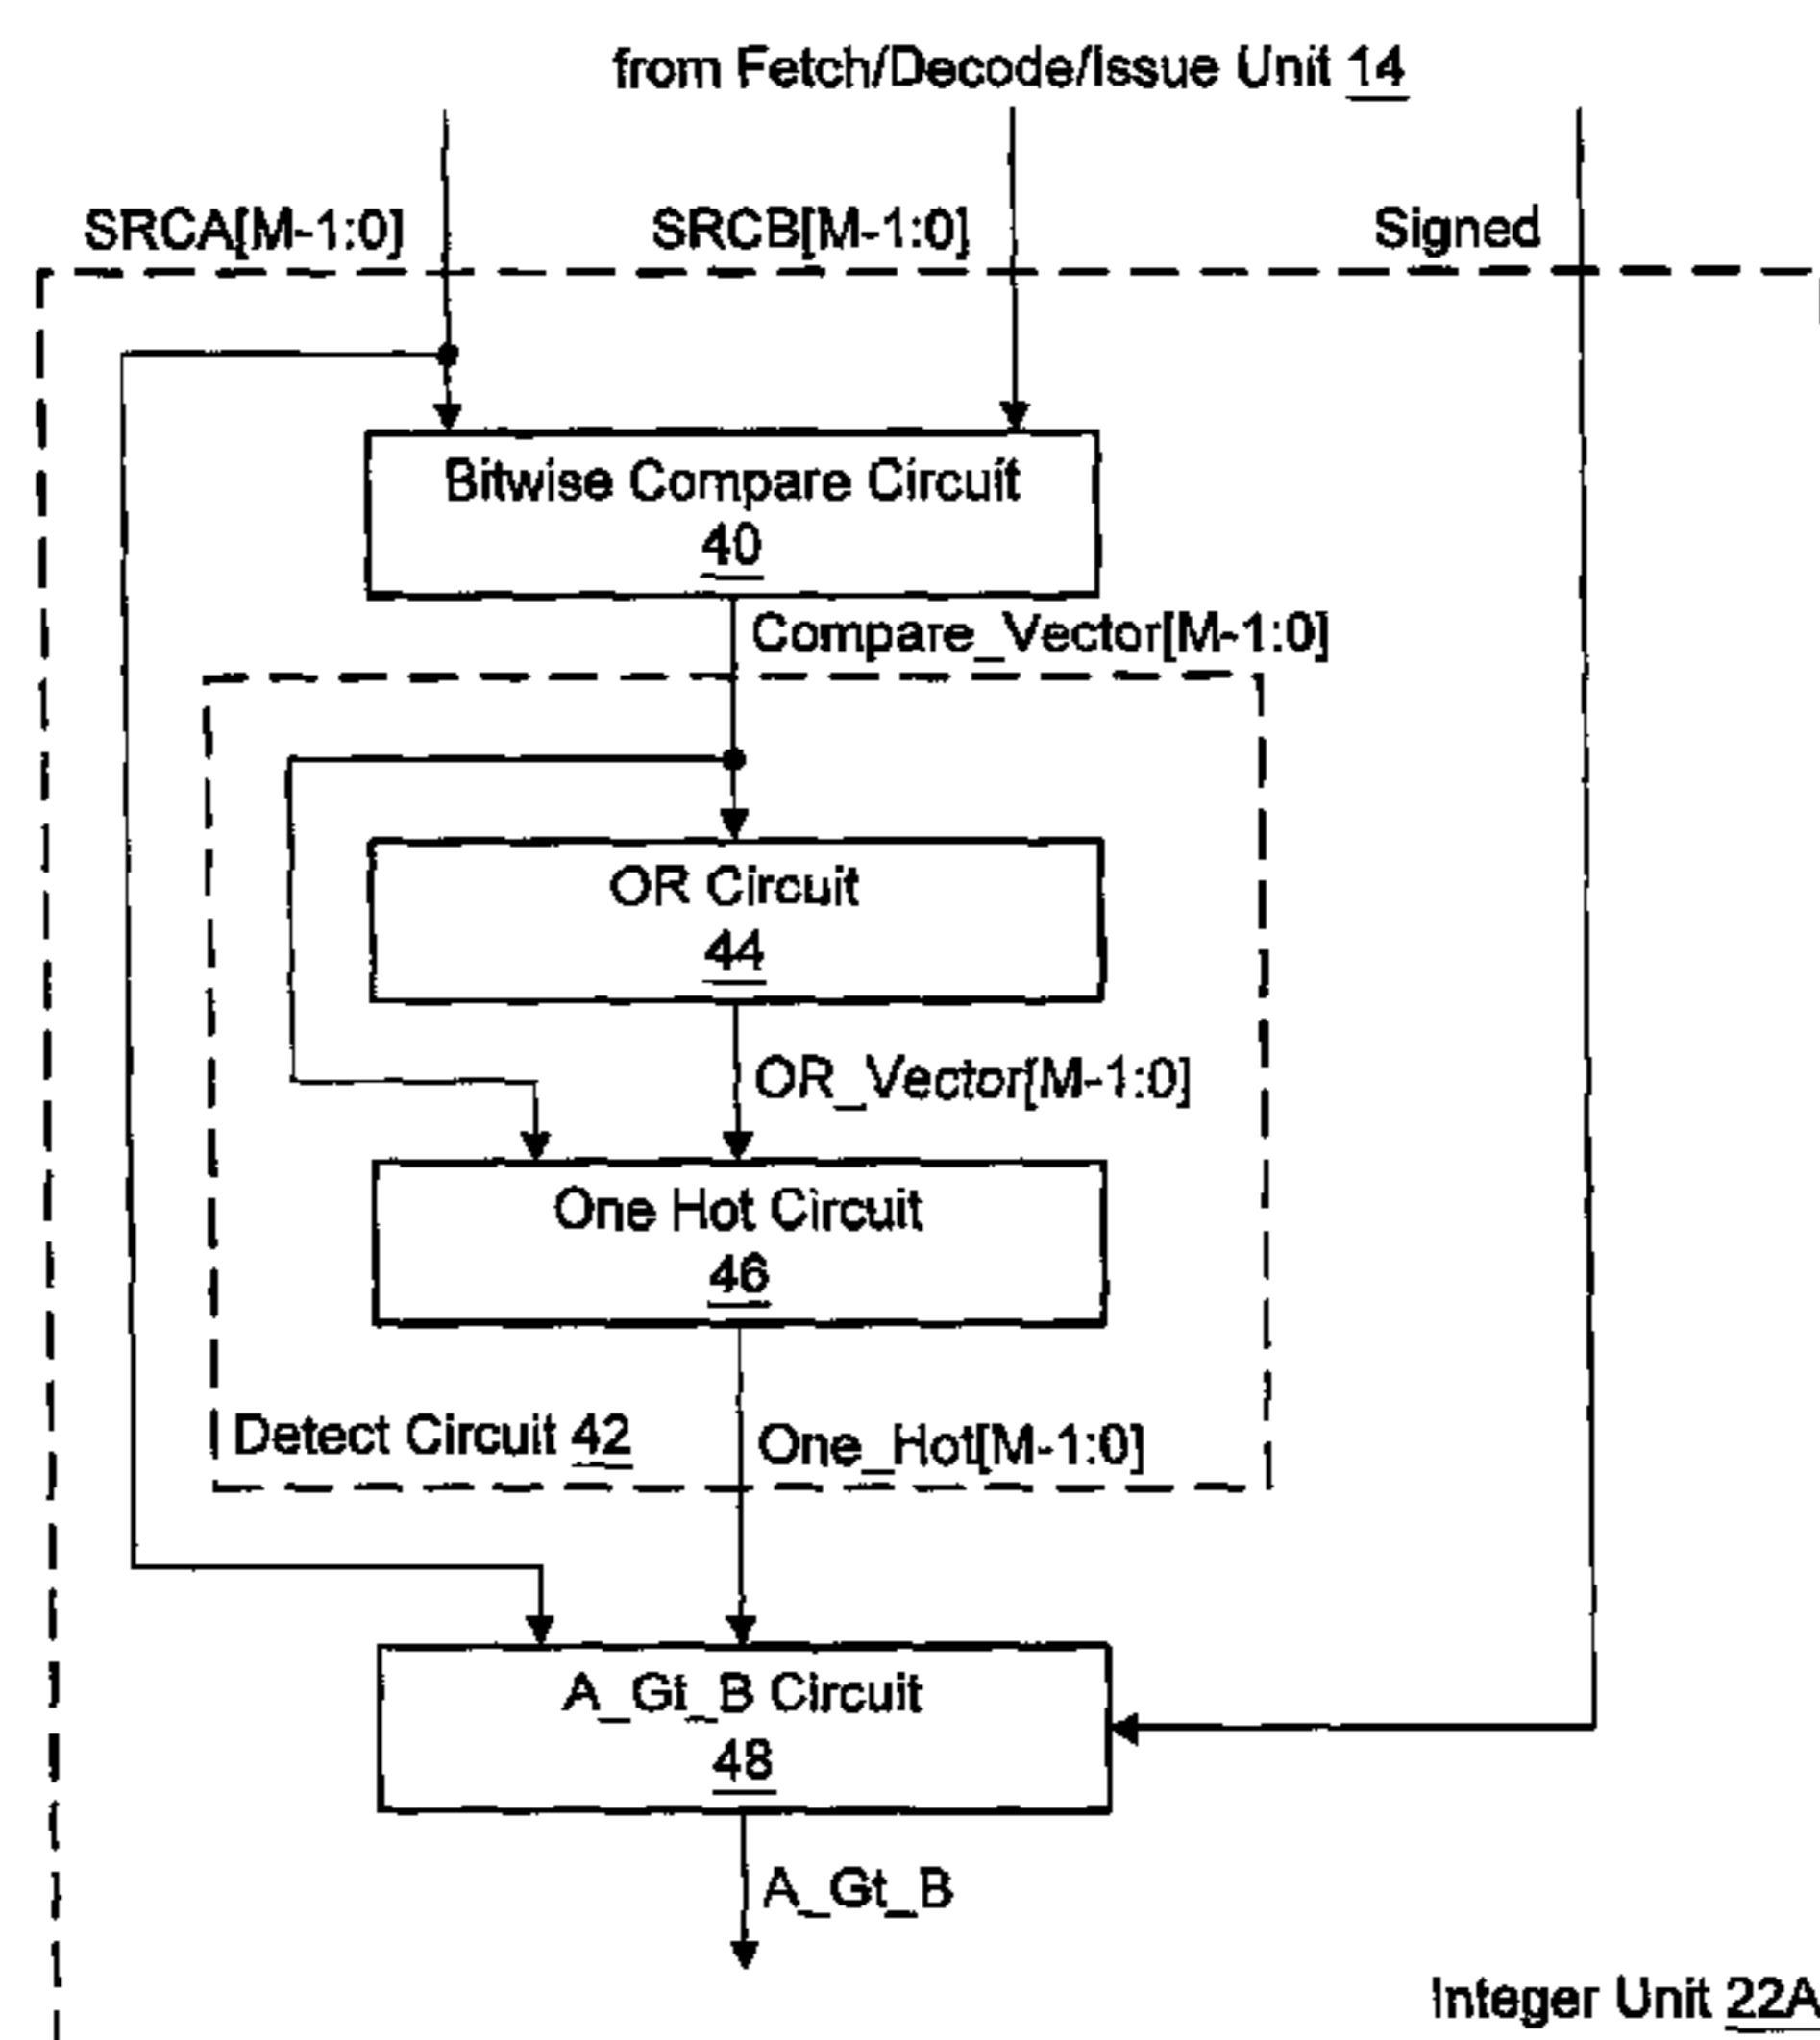 from Fetch/Decode/Issue Unit 14
SRCA[M-1:0]
SRCB[M-1:0]
Signed
Bitwise Compare Circuit
40
Compare_Vector[M-1:0]
OR Circuit
44
OR_Vector[M-1:0]
One Hot Circuit
46
Detect Circuit 42
One_Hot[M-1:0]
A_Gt_B Circuit
48
A_Gt_B
Integer Unit 22A